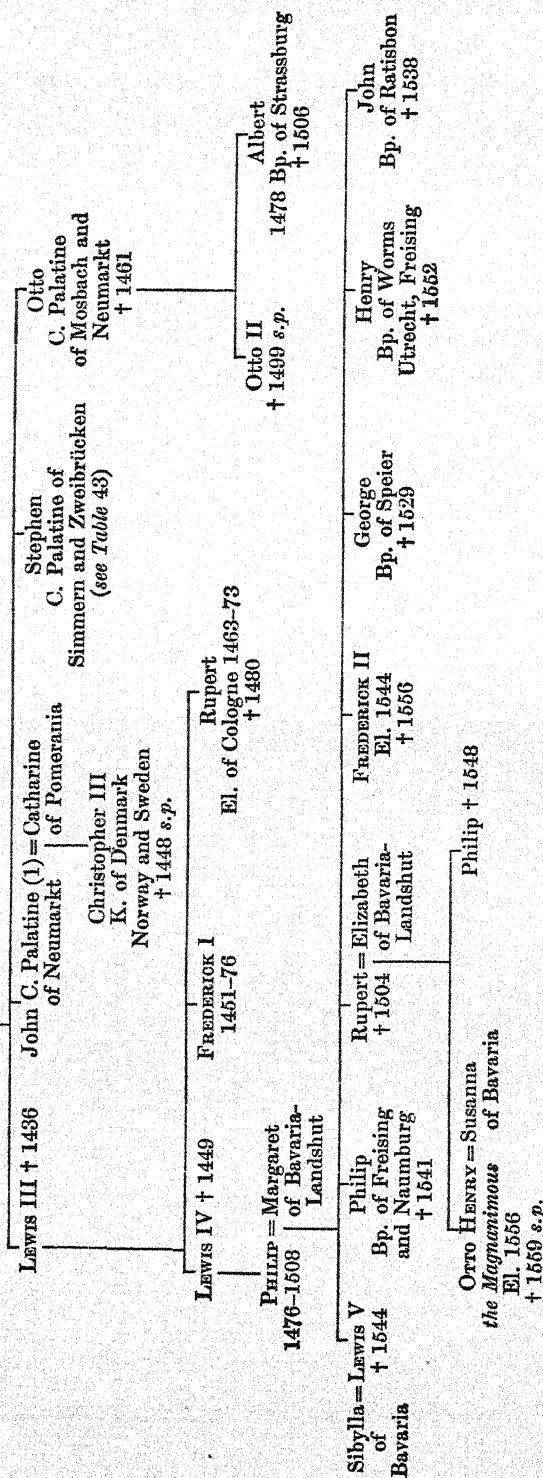 LEWIS III † 1436
John C. Palatine (1) = Catharine
of Neumarkt
of Pomerania
Christopher III
K. of Denmark
Norway and Sweden
† 1448 s.p.
Stephen
C. Palatine of
Simmern and Zweibrücken
(see Table 43)
Otto
C. Palatine
of Mosbach and
Neumarkt
† 1461
LEWIS IV † 1449
FREDERICK I
1451–76
Rupert
El. of Cologne 1463–73
† 1480
Otto II
† 1499 s.p.
Albert
1478 Bp. of Strassburg
† 1506
PHILIP = Margaret
1476–1508
of Bavaria-
Landshut
Sibylla = LEWIS V
of
Bavaria
† 1544
Philip
Bp. of Freising
and Naumburg
† 1541
Rupert = Elizabeth
† 1504
of Bavaria-
Landshut
FREDERICK II
El. 1544
† 1556
George
Bp. of Speier
† 1529
Henry
Bp. of Worms
Utrecht, Freising
† 1552
John
Bp. of Ratisbon
† 1538
OTTO HENRY = Susanna
the Magnanimous
of Bavaria
El. 1556
† 1559 s.p.
Philip † 1548